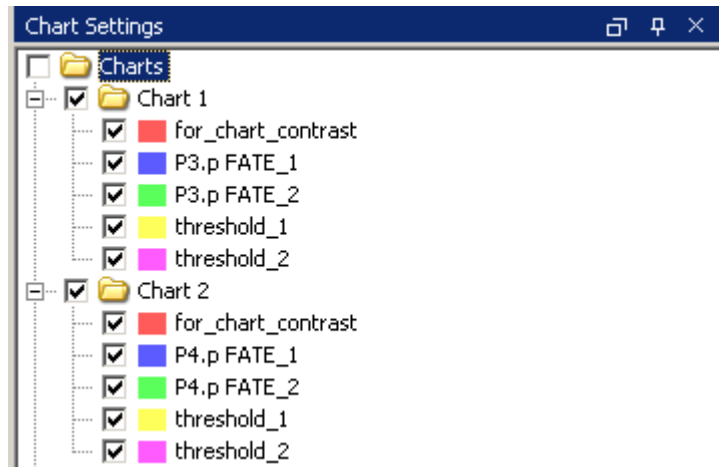 Chart Settings
Charts
Chart 1
for_chart_contrast
P3.p FATE_1
P3.p FATE_2
threshold_1
threshold_2
Chart 2
for_chart_contrast
P4.p FATE_1
P4.p FATE_2
threshold_1
threshold_2